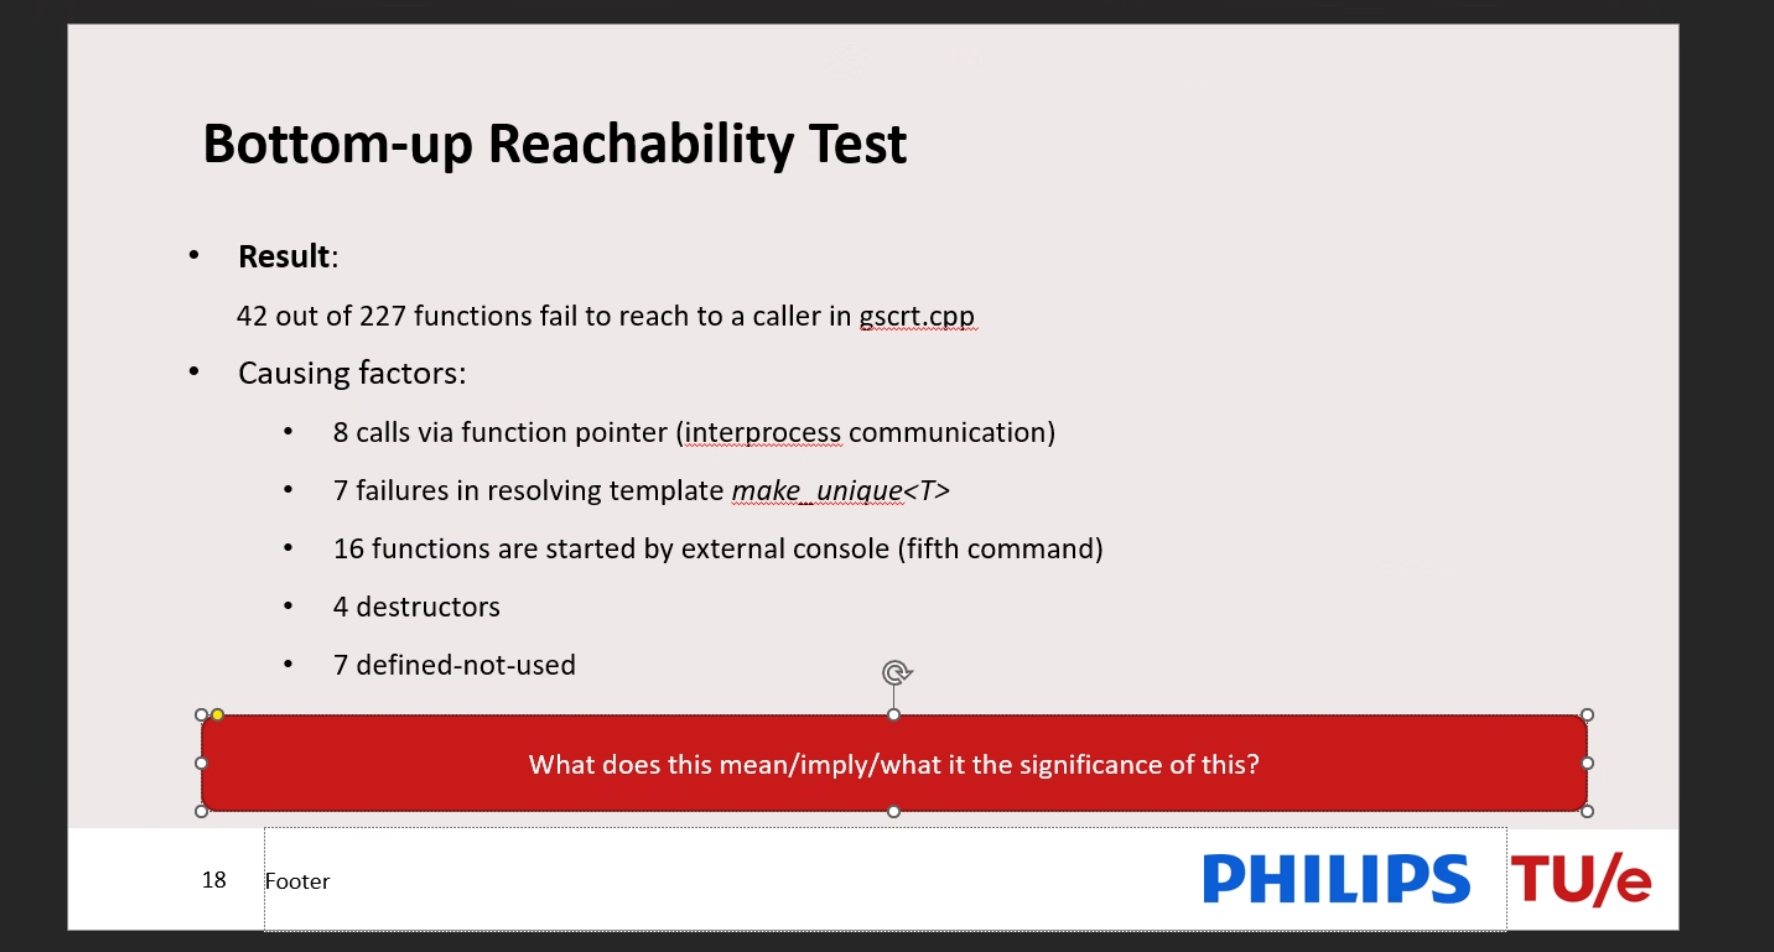 Bottom-up Reachability Test
• Result:
42 out of 227 functions fail to reach to a caller in gscrt.cpp
• Causing factors:
• 8 calls via function pointer (interprocess communication)
• 7 failures in resolving template make_unique<T>
• 16 functions are started by external console (fifth command)
• 4 destructors
• 7 defined-not-used
What does this mean/imply/what it the significance of this?
18 Footer PHILIPS TU/e